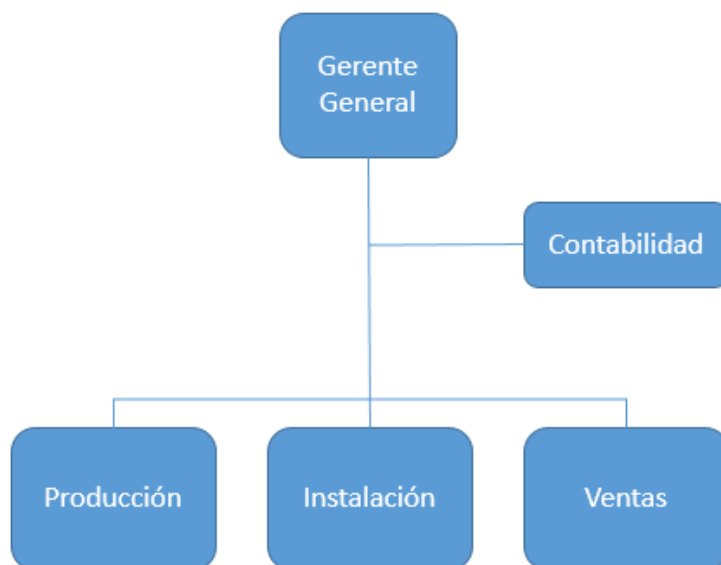 Gerente
General
Contabilidad
Producción
Instalación
Ventas